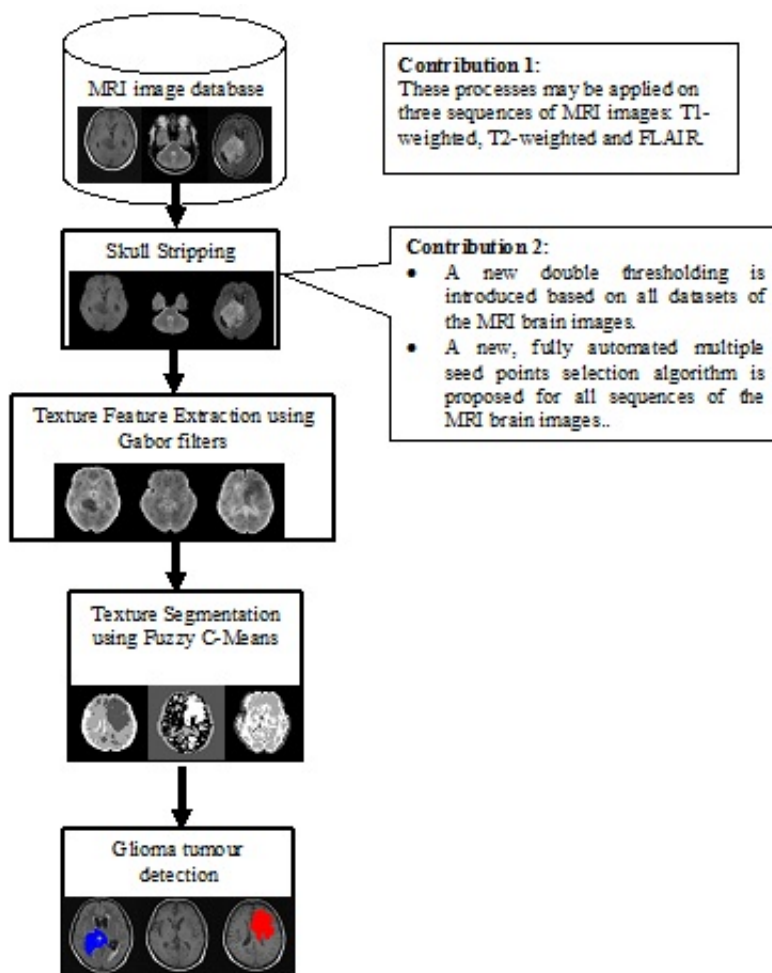 MRI image database
Contribution 1:
These processes may be applied on
three sequences of MRI images: T1-
weighted, T2-weighted and FLAIR.
Skull Stripping
Contribution 2:
• A new double thresholding is
introduced based on all datasets of
the MRI brain images.
• A new, fully automated multiple
seed points selection algorithm is
proposed for all sequences of the
MRI brain images..
Texture Feature Extraction using
Gabor filters
Texture Segmentation
using Fuzzy C-Means
Glioma tumour
detection